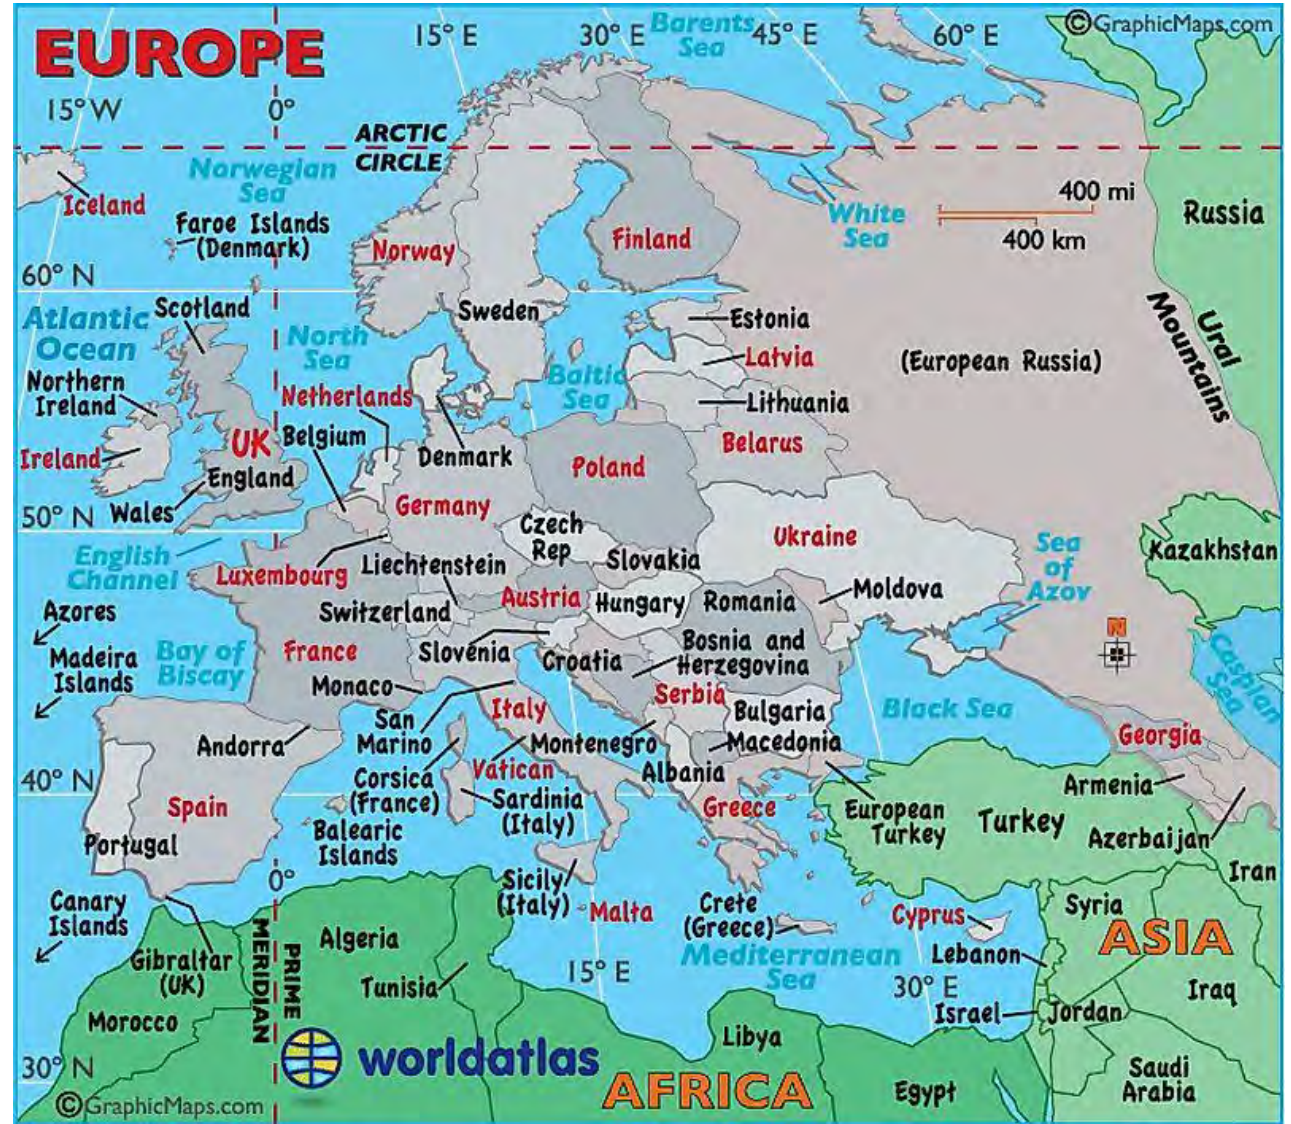 EUROPE
15° W
0°
15° E
30° E
Barents
Sea
45° E
60° E
©GraphicMaps.com
ARCTIC
CIRCLE
Norwegian
Sea
Iceland
Faroe Islands
(Denmark)
Norway
Finland
White
Sea
400 mi
400 km
Russia
60° N
Atlantic
Ocean
Scotland
North
Sea
Sweden
Estonia
Latvia
(European Russia)
Ural
Mountains
Northern
Ireland
Netherlands
Baltic
Sea
Lithuania
Ireland
UK
Belgium
Denmark
Poland
Belarus
England
Wales
Germany
50° N
English
Channel
Czech
Rep
Ukraine
Slovakia
Sea
of
Azov
Kazakhstan
Luxembourg
Liechtenstein
Austria
Hungary
Romania
Moldova
Switzerland
Azores
Madeira
Islands
Bay of
Biscay
France
Slovenia
Croatia
Bosnia and
Herzegovina
N
Caspian
Sea
Monaco
Serbia
San
Marino
Italy
Bulgaria
Black Sea
Andorra
Montenegro
Macedonia
Georgia
40° N
Corsica
(France)
Vatican
Albania
Armenia
Spain
Sardinia
(Italy)
Greece
European
Turkey
Turkey
Azerbaijan
Portugal
Balearic
Islands
Iran
0°
Sicily
(Italy)
Malta
Crete
(Greece)
Cyprus
Syria
ASIA
Canary
Islands
Gibraltar
(UK)
PRIME
MERIDIAN
Algeria
Tunisia
15° E
Mediterranean
Sea
30° E
Lebanon
Israel
Jordan
Iraq
Morocco
Libya
worldatlas
30° N
AFRICA
Egypt
Saudi
Arabia
©GraphicMaps.com